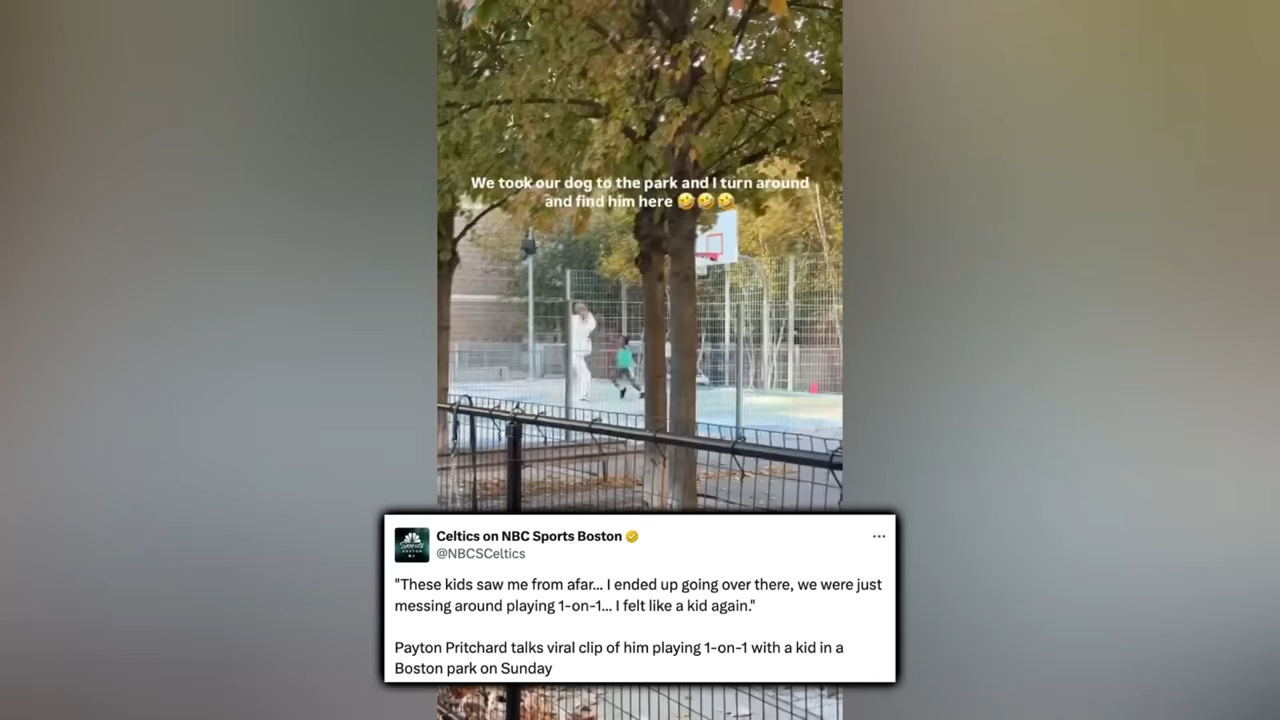 We took our dog to the park and I turn around
and find him here 🤣🤣🤣
Celtics on NBC Sports Boston
@NBCSCeltics
"These kids saw me from afar... I ended up going over there, we were just
messing around playing 1-on-1... I felt like a kid again."
Payton Pritchard talks viral clip of him playing 1-on-1 with a kid in a
Boston park on Sunday